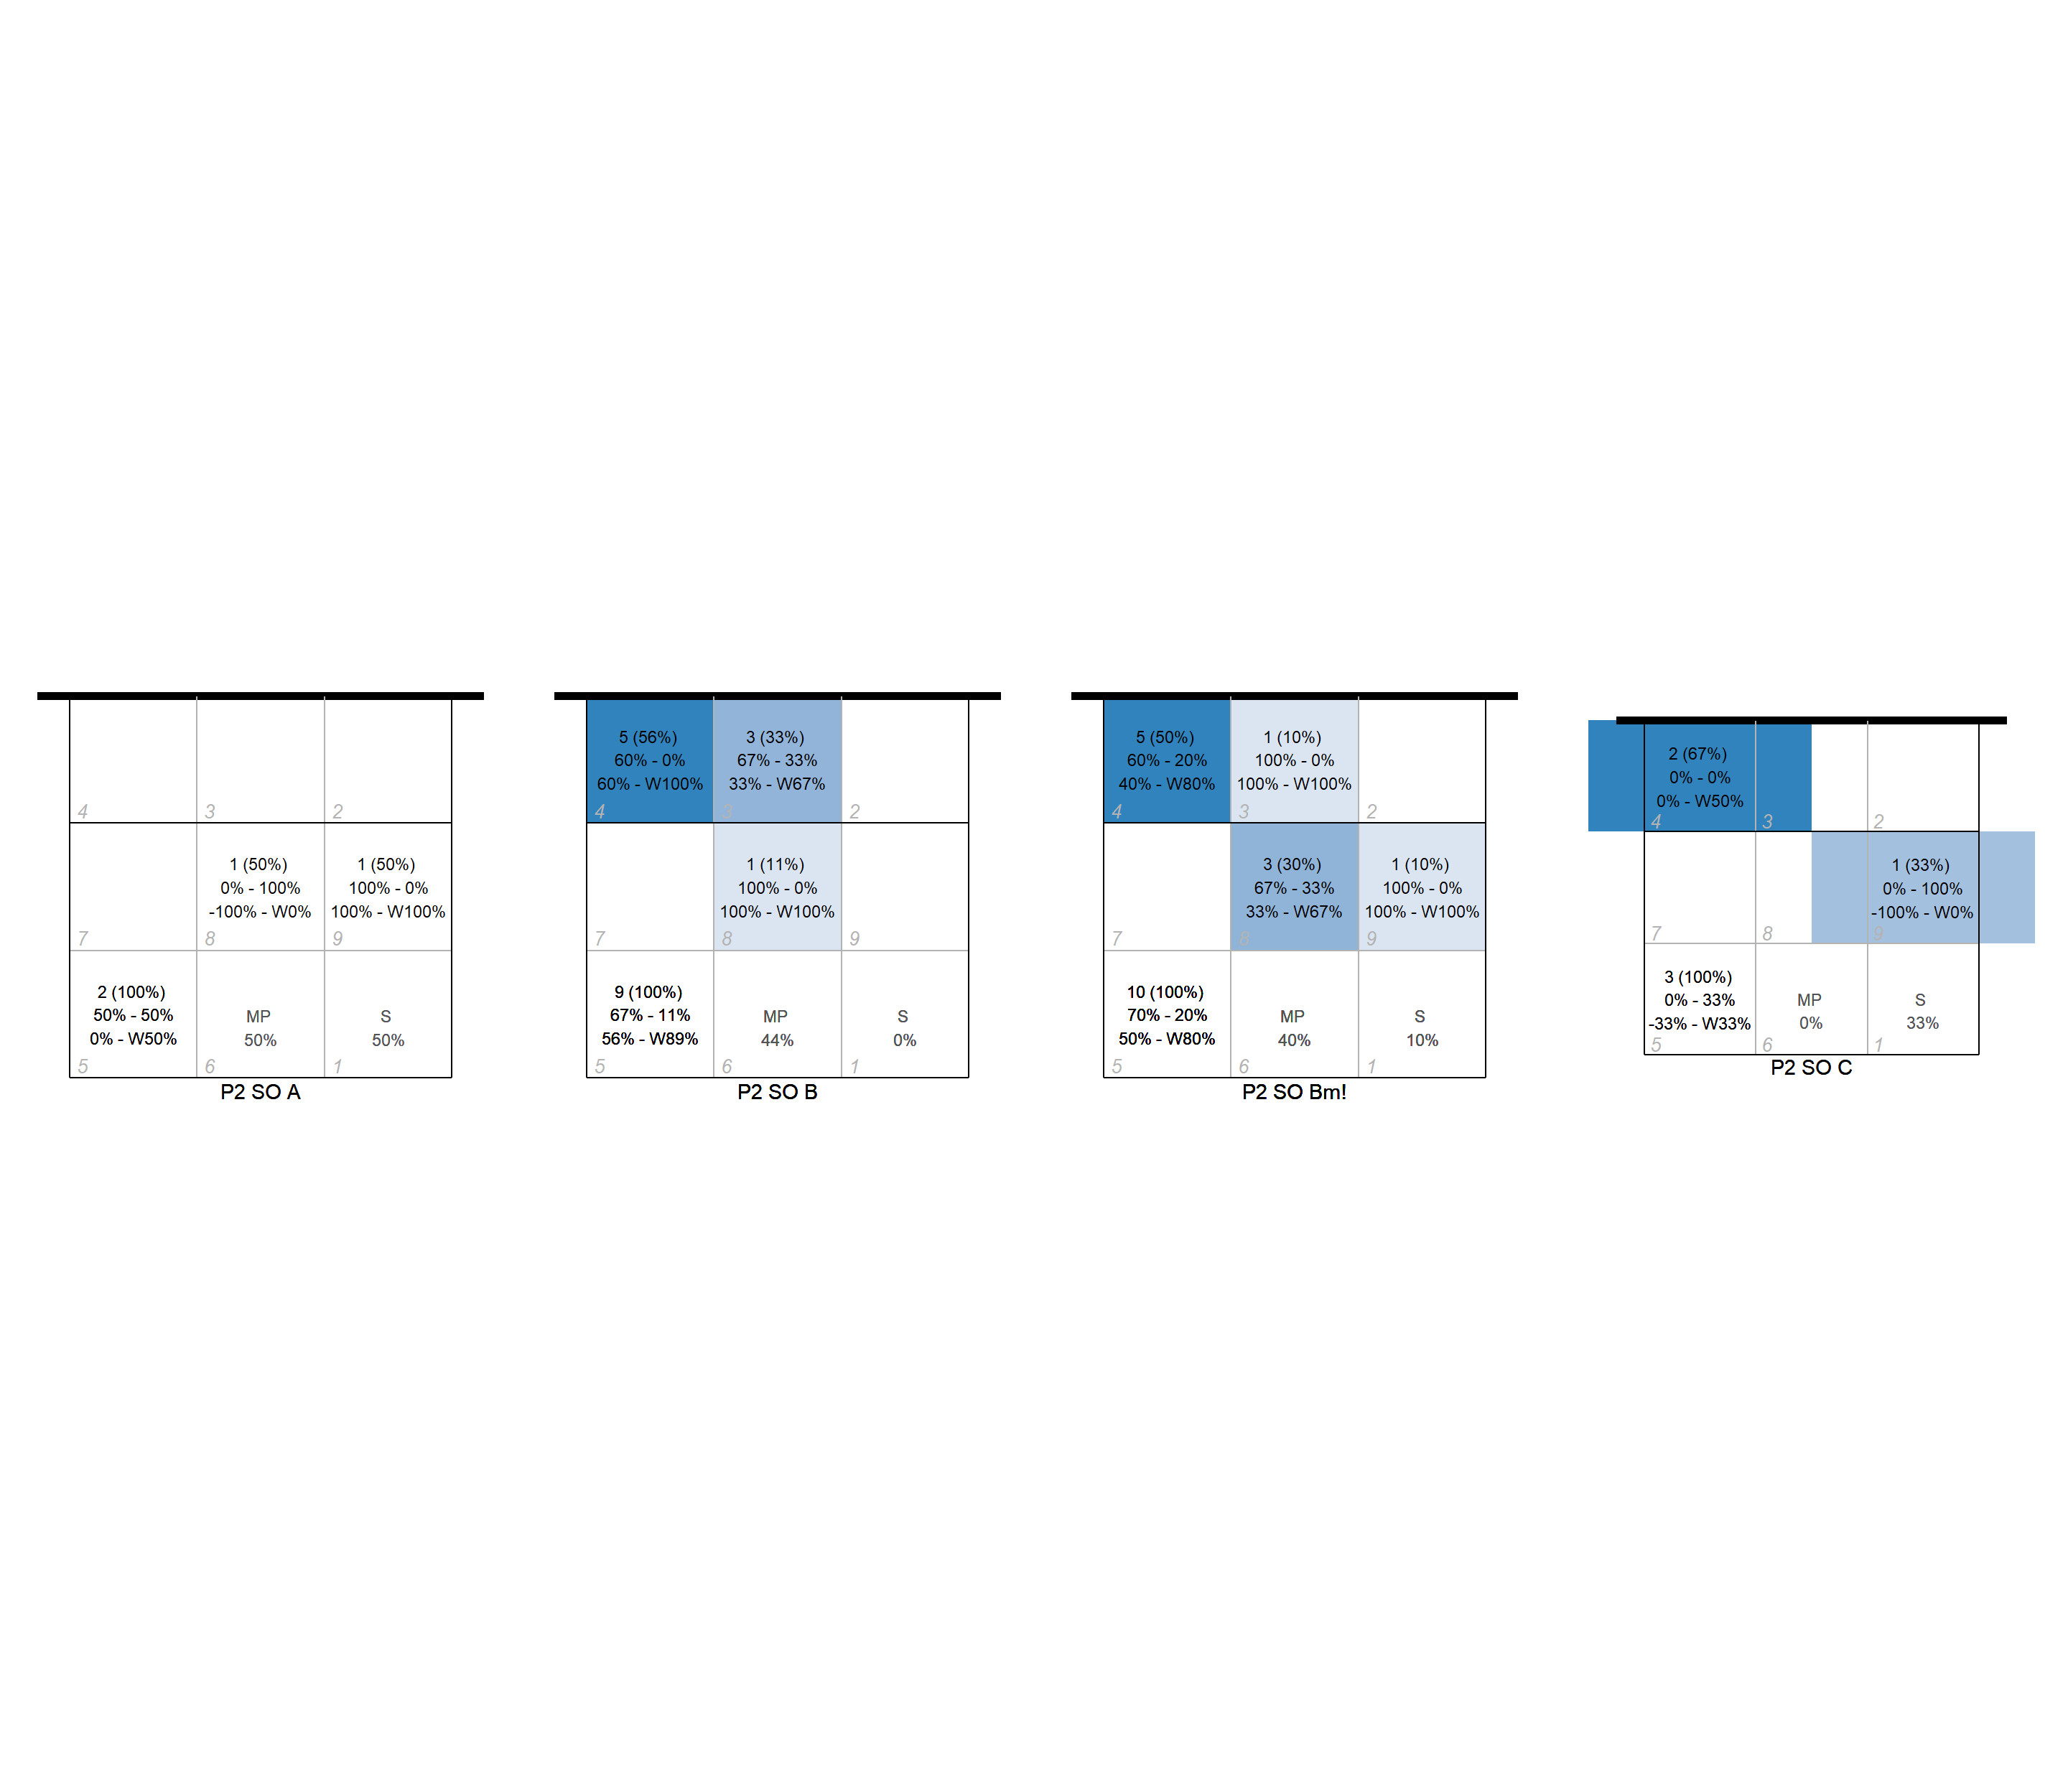 4
3
2
1 (50%)
0% - 100%
-100% - W0%
1 (50%)
100% - 0%
100% - W100%
7
8
9
2 (100%)
50% - 50%
0% - W50%
MP
50%
S
50%
5
6
1
P2 SO A
5 (56%)
60% - 0%
60% - W100%
3 (33%)
67% - 33%
33% - W67%
4
3
2
1 (11%)
100% - 0%
100% - W100%
7
8
9
9 (100%)
67% - 11%
56% - W89%
MP
44%
S
0%
5
6
1
P2 SO B
5 (50%)
60% - 20%
40% - W80%
1 (10%)
100% - 0%
100% - W100%
4
3
2
3 (30%)
67% - 33%
33% - W67%
1 (10%)
100% - 0%
100% - W100%
7
8
9
10 (100%)
70% - 20%
50% - W80%
MP
40%
S
10%
5
6
1
P2 SO Bm!
2 (67%)
0% - 0%
0% - W50%
4
3
2
1 (33%)
0% - 100%
-100% - W0%
7
8
9
3 (100%)
0% - 33%
-33% - W33%
MP
0%
S
33%
5
6
1
P2 SO C